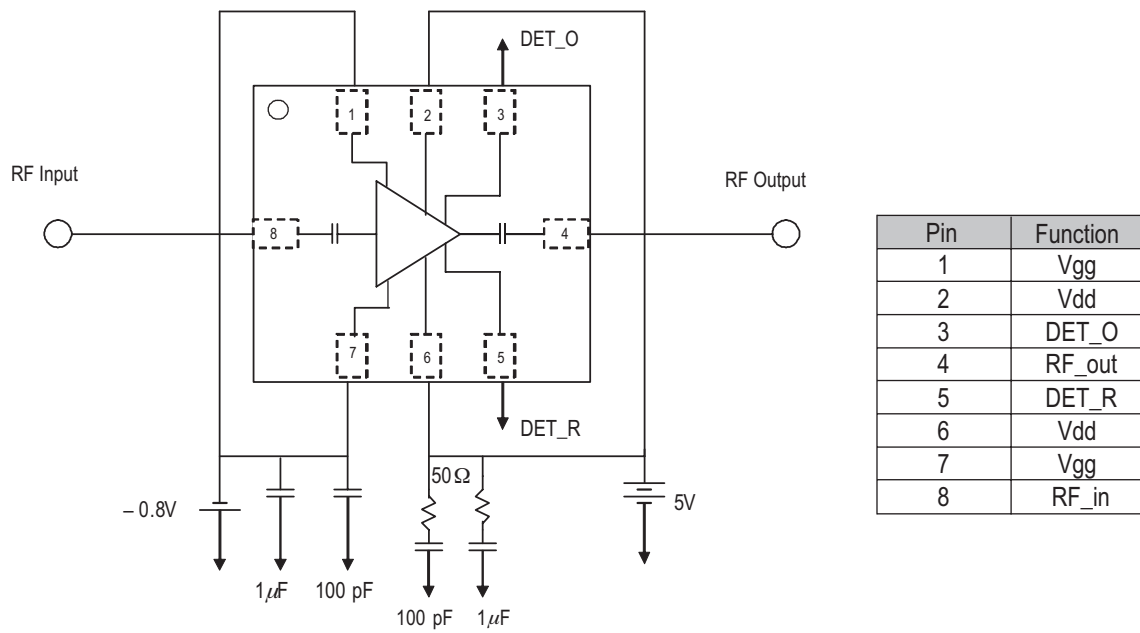 DET_O
1
2
3
RF Input
RF Output
8
4
7
6
5
DET_R
50Ω
– 0.8V
5V
1μF
100 pF
100 pF
1μF
Pin Function
1 Vgg
2 Vdd
3 DET_O
4 RF_out
5 DET_R
6 Vdd
7 Vgg
8 RF_in